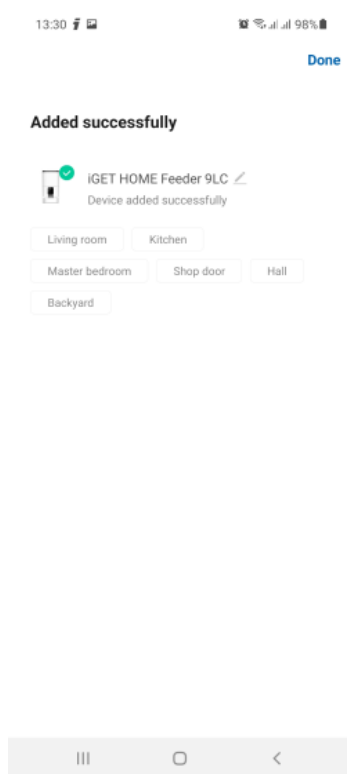 13:30 98%
Done
Added successfully
iGET HOME Feeder 9LC
Device added successfully
Living room Kitchen
Master bedroom Shop door Hall
Backyard